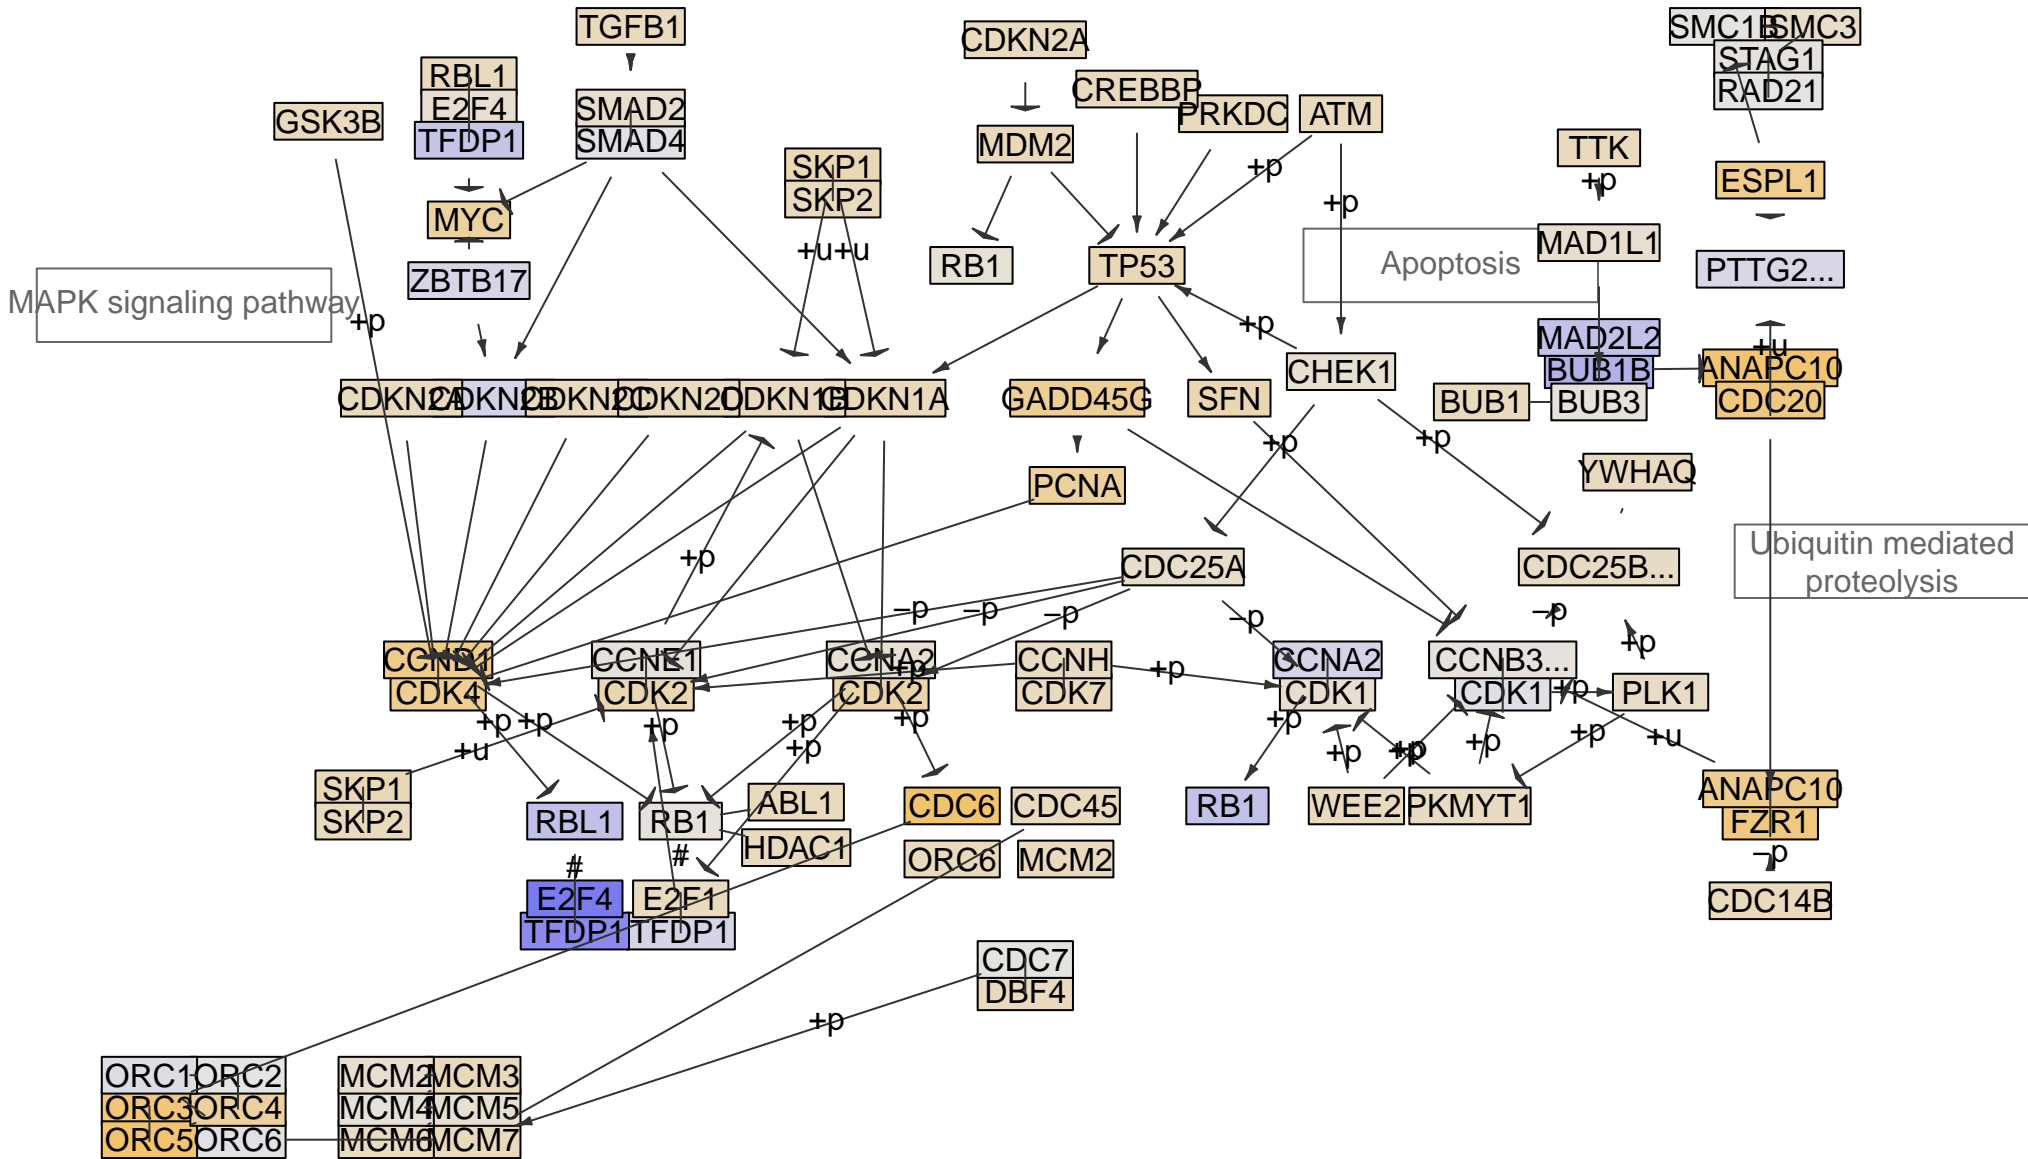 TGFB1
CDKN2A
SMC1B
SMC3
STAG1
RAD21
RBL1
E2F4
TFDP1
GSK3B
SMAD2
SMAD4
CREBBP
PRKDC
ATM
MDM2
TTK
+p
SKP1
SKP2
+p
+p
ESPL1
MYC
+u
+u
RB1
TP53
Apoptosis
MAD1L1
PTTG2...
ZBTB17
MAPK signaling pathway
+p
+p
MAD2L2
BUB1B
BUB3
BUB1
+u
ANAPC10
CDC20
CHEK1
CDKN2A
CDKN2B
CDKN2C
CDKN2D
CDKN1B
CDKN1A
GADD45G
SFN
+p
+p
PCNA
YWHAQ
+p
CDC25A
CDC25B...
Ubiquitin mediated
proteolysis
−p
−p
−p
−p
−p
+p
CCND1
CDK4
CCNE1
CDK2
CCNA2
CDK2
+p
CCNH
CDK7
+p
CCNA2
CDK1
CCNB3...
CDK1
+p
PLK1
+p
+p
+u
+p
+p
+p
+p
+p
+p
+p
+p
+p
+p
+u
SKP1
SKP2
RBL1
RB1
ABL1
HDAC1
CDC6
CDC45
ORC6
MCM2
RB1
WEE2
PKMYT1
ANAPC10
FZR1
−p
CDC14B
#
#
E2F4
TFDP1
E2F1
TFDP1
CDC7
DBF4
+p
ORC1
ORC2
ORC3
ORC4
ORC5
ORC6
MCM2
MCM3
MCM4
MCM5
MCM6
MCM7